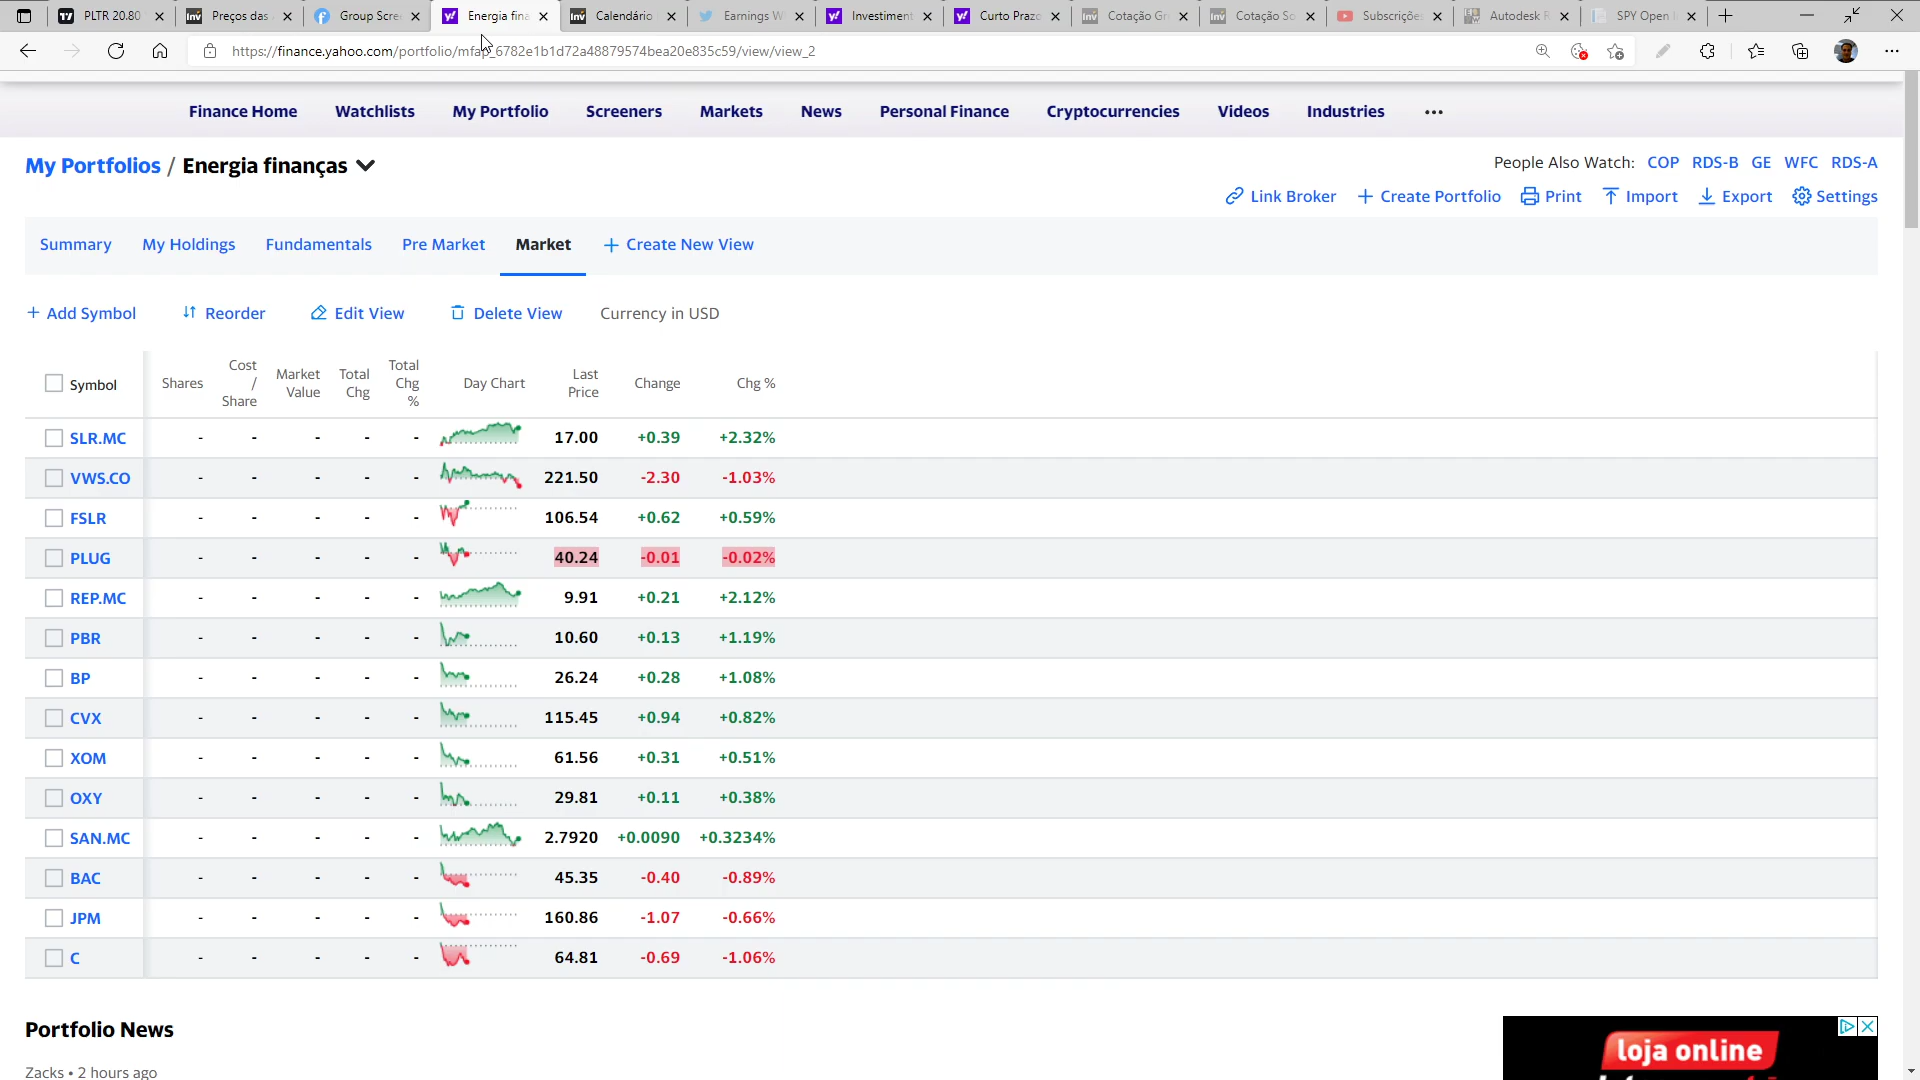 PLTR 20.80
Preços das
Group Scre
Energia fina
Calendário
Earnings W
Investiment
Curto Prazo
Cotação Gr
Cotação So
Subscriçõe
Autodesk R
SPY Open
https://finance.yahoo.com/portfolio/mfap_6782e1b1d72a48879574bea20e835c59/view/view_2
Finance Home Watchlists My Portfolio Screeners Markets News Personal Finance Cryptocurrencies Videos Industries ...
My Portfolios / Energia finanças
People Also Watch: COP RDS-B GE WFC RDS-A
Link Broker + Create Portfolio Print Import Export Settings
Summary My Holdings Fundamentals Pre Market Market + Create New View
+ Add Symbol Reorder Edit View Delete View Currency in USD
Symbol Shares Cost / Share Market Value Total Chg Total Chg % Day Chart Last Price Change Chg %
SLR.MC - - - - - 17.00 +0.39 +2.32%
VWS.CO - - - - - 221.50 -2.30 -1.03%
FSLR - - - - - 106.54 +0.62 +0.59%
PLUG - - - - - 40.24 -0.01 -0.02%
REP.MC - - - - - 9.91 +0.21 +2.12%
PBR - - - - - 10.60 +0.13 +1.19%
BP - - - - - 26.24 +0.28 +1.08%
CVX - - - - - 115.45 +0.94 +0.82%
XOM - - - - - 61.56 +0.31 +0.51%
OXY - - - - - 29.81 +0.11 +0.38%
SAN.MC - - - - - 2.7920 +0.0090 +0.3234%
BAC - - - - - 45.35 -0.40 -0.89%
JPM - - - - - 160.86 -1.07 -0.66%
C - - - - - 64.81 -0.69 -1.06%
Portfolio News
Zacks • 2 hours ago
loja online